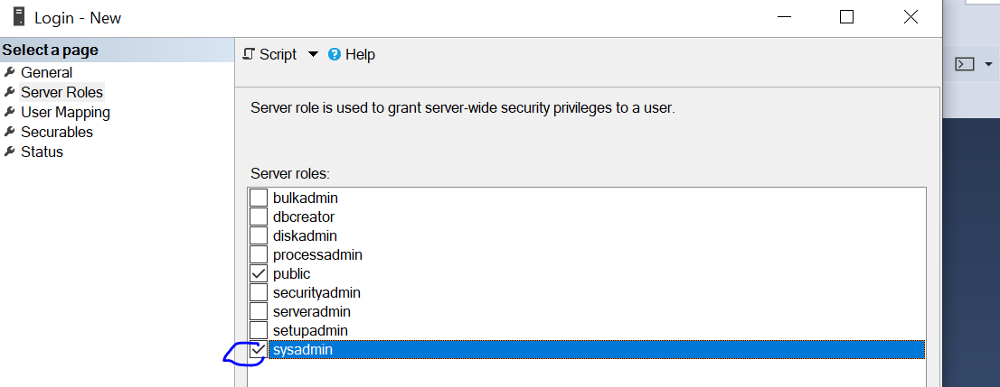 Login - New
Select a page
General
Server Roles
User Mapping
Securables
Status
Script
Help
Server role is used to grant server-wide security privileges to a user.
Server roles:
bulkadmin
dbcreator
diskadmin
processadmin
public
securityadmin
serveradmin
setupadmin
sysadmin